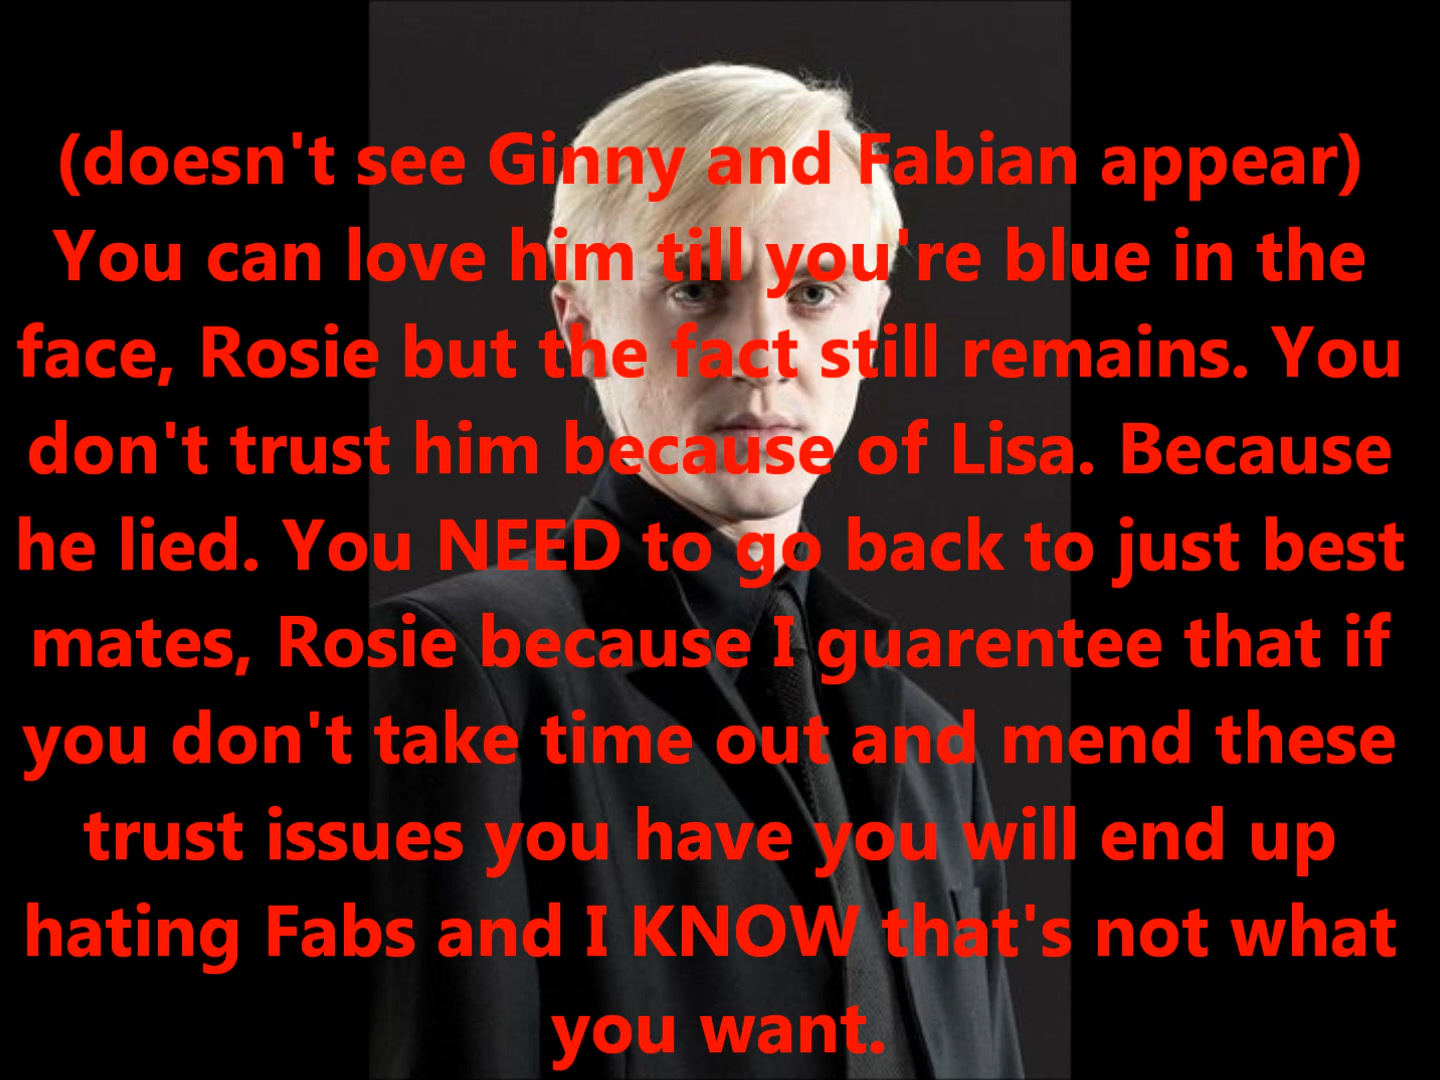 (doesn't see Ginny and Fabian appear)
You can love him till you're blue in the
face, Rosie but the fact still remains. You
don't trust him because of Lisa. Because
he lied. You NEED to go back to just best
mates, Rosie because I guarentee that if
you don't take time out and mend these
trust issues you have you will end up
hating Fabs and I KNOW that's not what
you want.